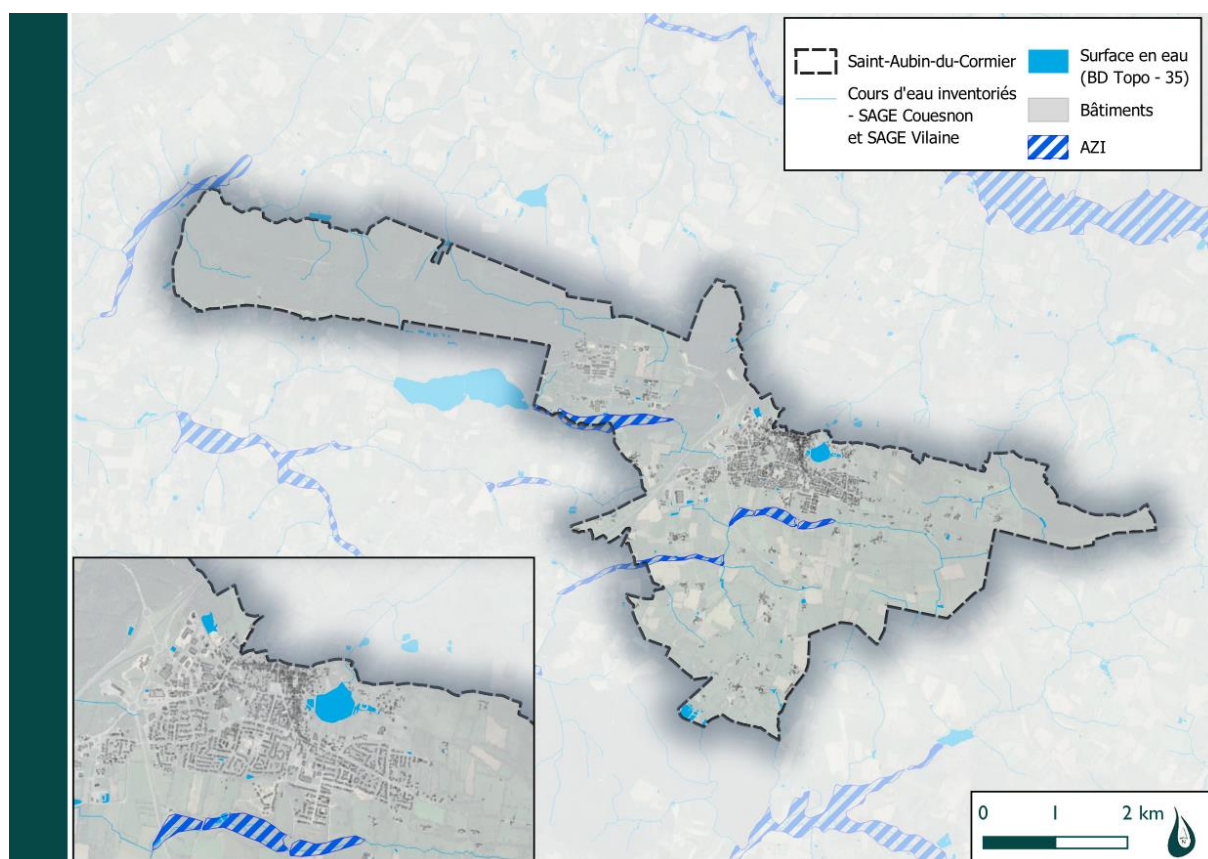 Saint-Aubin-du-Cormier
Cours d'eau inventoriés
- SAGE Couesnon
et SAGE Vilaine
Surface en eau
(BD Topo - 35)
Bâtiments
AZI
0 1 2 km